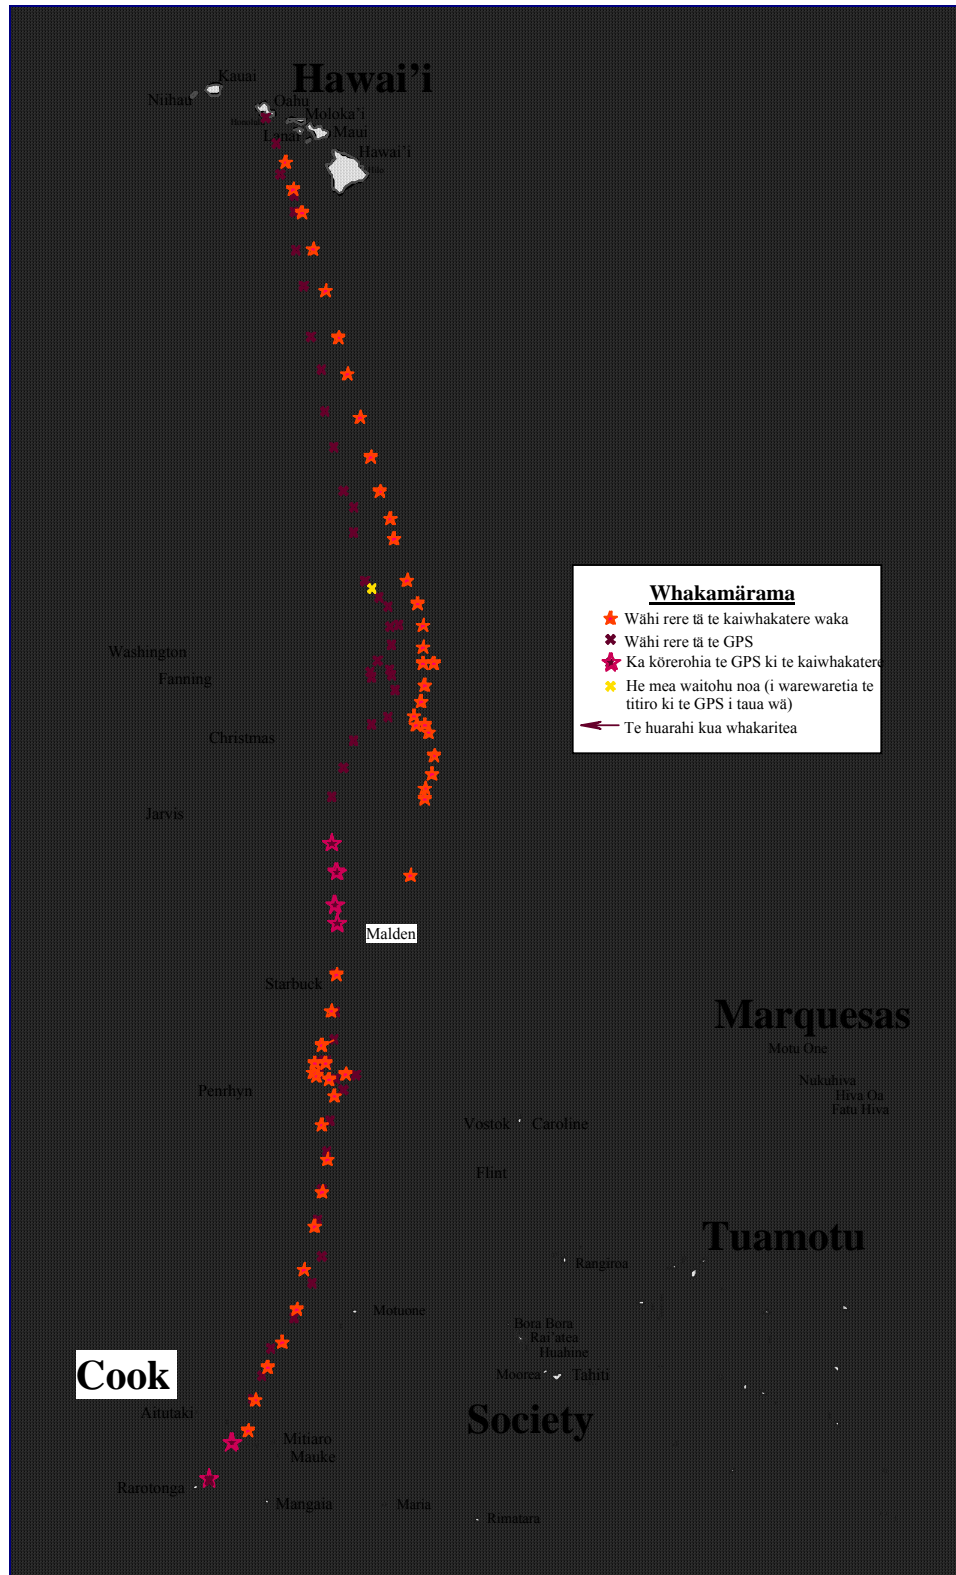 Hawai’i
Kauai
Niihau
Oahu
Moloka’i
Lanai
Maui
Hawai’i
Whakamärama
Wähi rere tä te kaiwhakatere waka
Wähi rere tä te GPS
Ka körerohia te GPS ki te kaiwhakatere
He mea waitohu noa (i warewaretia te
titiro ki te GPS i taua wä)
Te huarahi kua whakaritea
Washington
Fanning
Christmas
Jarvis
Malden
Starbuck
Marquesas
Motu One
Nukuhiva
Hiva Oa
Fatu Hiva
Penrhyn
Vostok
Caroline
Flint
Tuamotu
Rangiroa
Motuone
Bora Bora
Rai’atea
Huahine
Moorea
Tahiti
Cook
Society
Aitutaki
Mitiaro
Mauke
Rarotonga
Mangaia
Maria
Rimatara